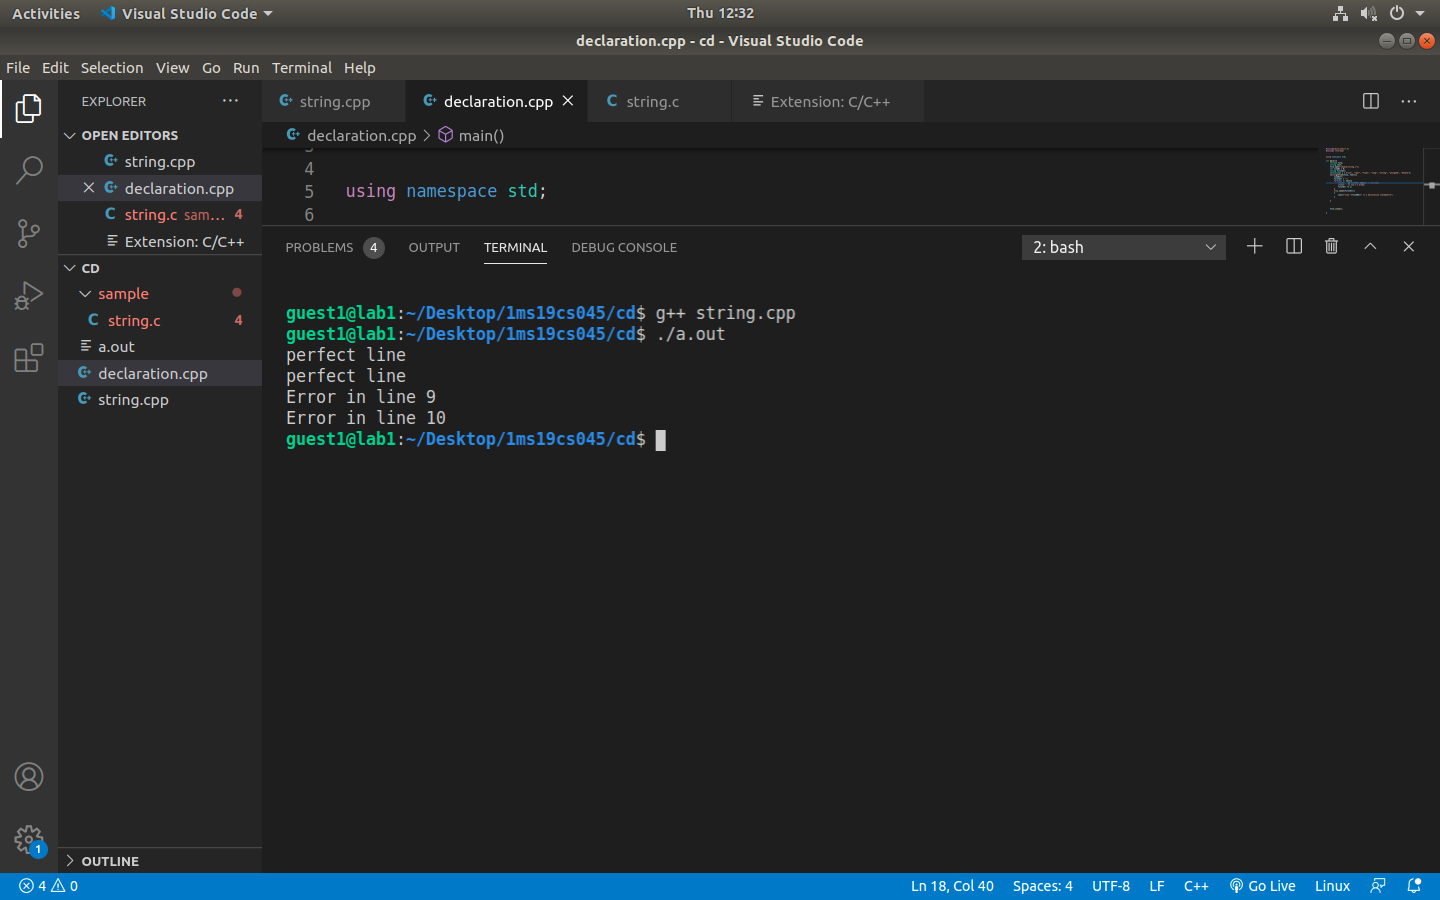 Activities
Visual Studio Code
Thu 12:32
declaration.cpp - cd - Visual Studio Code
File Edit Selection View Go Run Terminal Help
EXPLORER
OPEN EDITORS
string.cpp
declaration.cpp
string.c sam... 4
Extension: C/C++
CD
sample
string.c 4
a.out
declaration.cpp
string.cpp
OUTLINE
string.cpp declaration.cpp string.c Extension: C/C++
declaration.cpp > main()
4
5 using namespace std;
6
PROBLEMS 4 OUTPUT TERMINAL DEBUG CONSOLE
2: bash
guest1@lab1:~/Desktop/1ms19cs045/cd$ g++ string.cpp
guest1@lab1:~/Desktop/1ms19cs045/cd$ ./a.out
perfect line
perfect line
Error in line 9
Error in line 10
guest1@lab1:~/Desktop/1ms19cs045/cd$
1
4 0
Ln 18, Col 40 Spaces: 4 UTF-8 LF C++ Go Live Linux